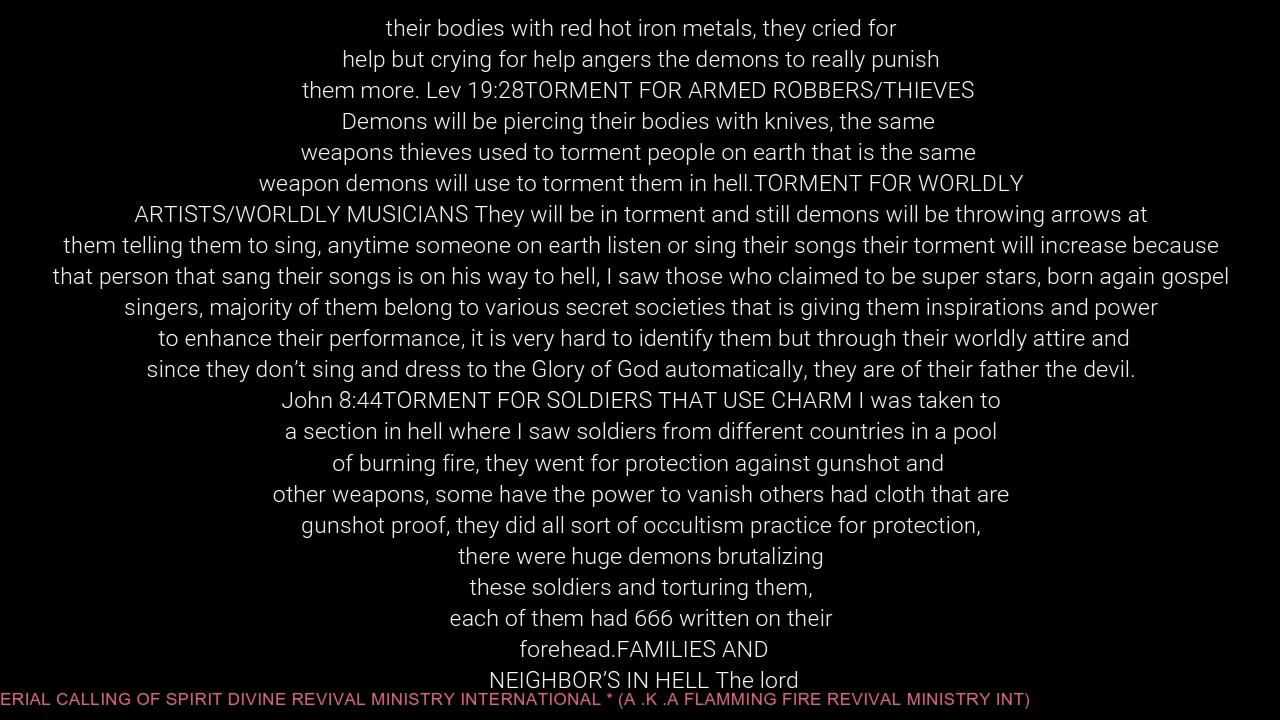 their bodies with red hot iron metals, they cried for
help but crying for help angers the demons to really punish
them more. Lev 19:28TORMENT FOR ARMED ROBBERS/THIEVES
Demons will be piercing their bodies with knives, the same
weapons thieves used to torment people on earth that is the same
weapon demons will use to torment them in hell.TORMENT FOR WORLDLY
ARTISTS/WORLDLY MUSICIANS They will be in torment and still demons will be throwing arrows at
them telling them to sing, anytime someone on earth listen or sing their songs their torment will increase because
that person that sang their songs is on his way to hell, I saw those who claimed to be super stars, born again gospel
singers, majority of them belong to various secret societies that is giving them inspirations and power
to enhance their performance, it is very hard to identify them but through their worldly attire and
since they don’t sing and dress to the Glory of God automatically, they are of their father the devil.
John 8:44TORMENT FOR SOLDIERS THAT USE CHARM I was taken to
a section in hell where I saw soldiers from different countries in a pool
of burning fire, they went for protection against gunshot and
other weapons, some have the power to vanish others had cloth that are
gunshot proof, they did all sort of occultism practice for protection,
there were huge demons brutalizing
these soldiers and torturing them,
each of them had 666 written on their
forehead.FAMILIES AND
NEIGHBOR’S IN HELL The lord
ERIAL CALLING OF SPIRIT DIVINE REVIVAL MINISTRY INTERNATIONAL * (A .K .A FLAMMING FIRE REVIVAL MINISTRY INT)